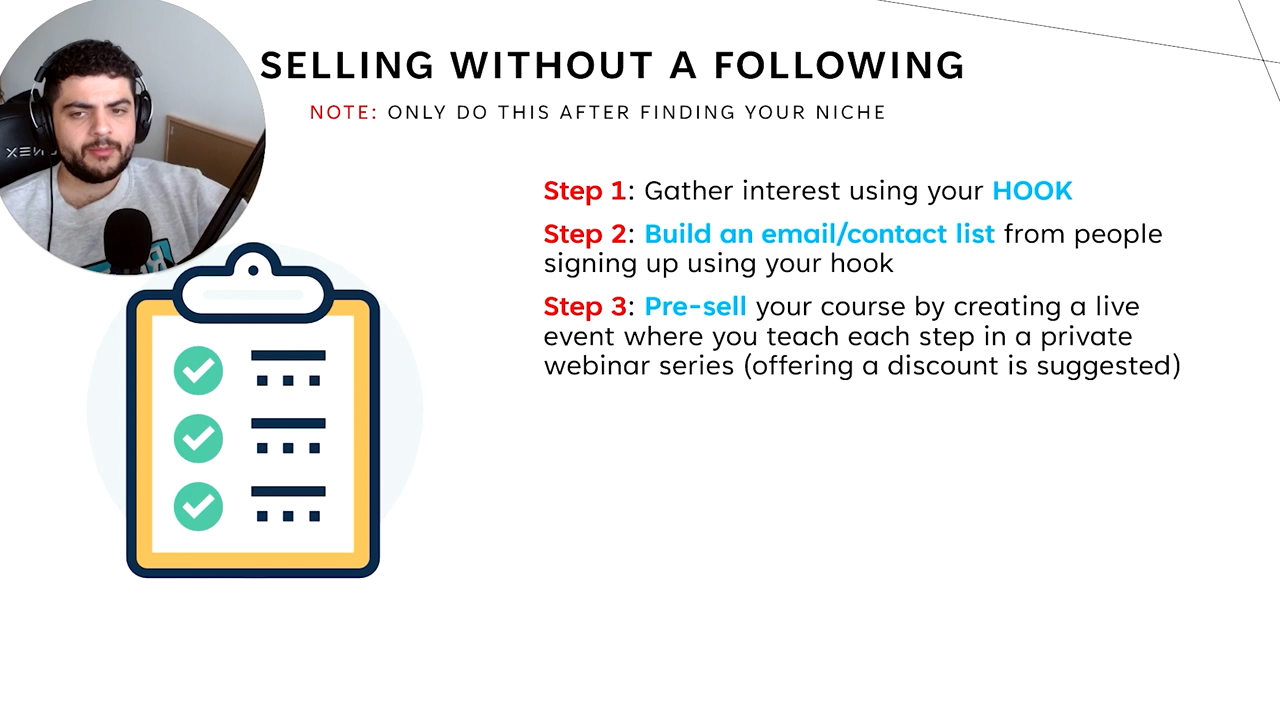 SELLING WITHOUT A FOLLOWING
NOTE: ONLY DO THIS AFTER FINDING YOUR NICHE
Step 1: Gather interest using your HOOK
Step 2: Build an email/contact list from people
signing up using your hook
Step 3: Pre-sell your course by creating a live
event where you teach each step in a private
webinar series (offering a discount is suggested)